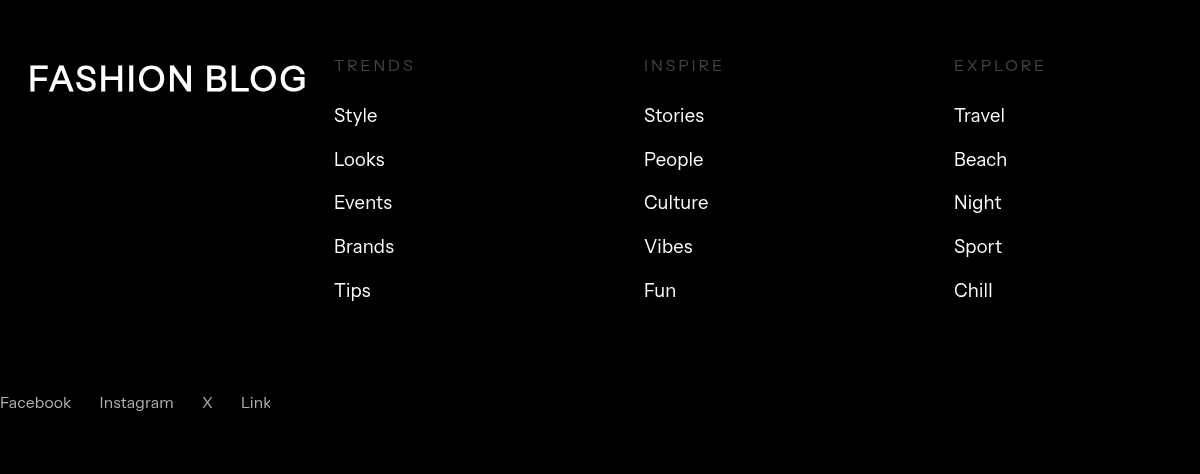 FASHION BLOG
TRENDS
Style
Looks
Events
Brands
Tips
INSPIRE
Stories
People
Culture
Vibes
Fun
EXPLORE
Travel
Beach
Night
Sport
Chill
Facebook Instagram X Link